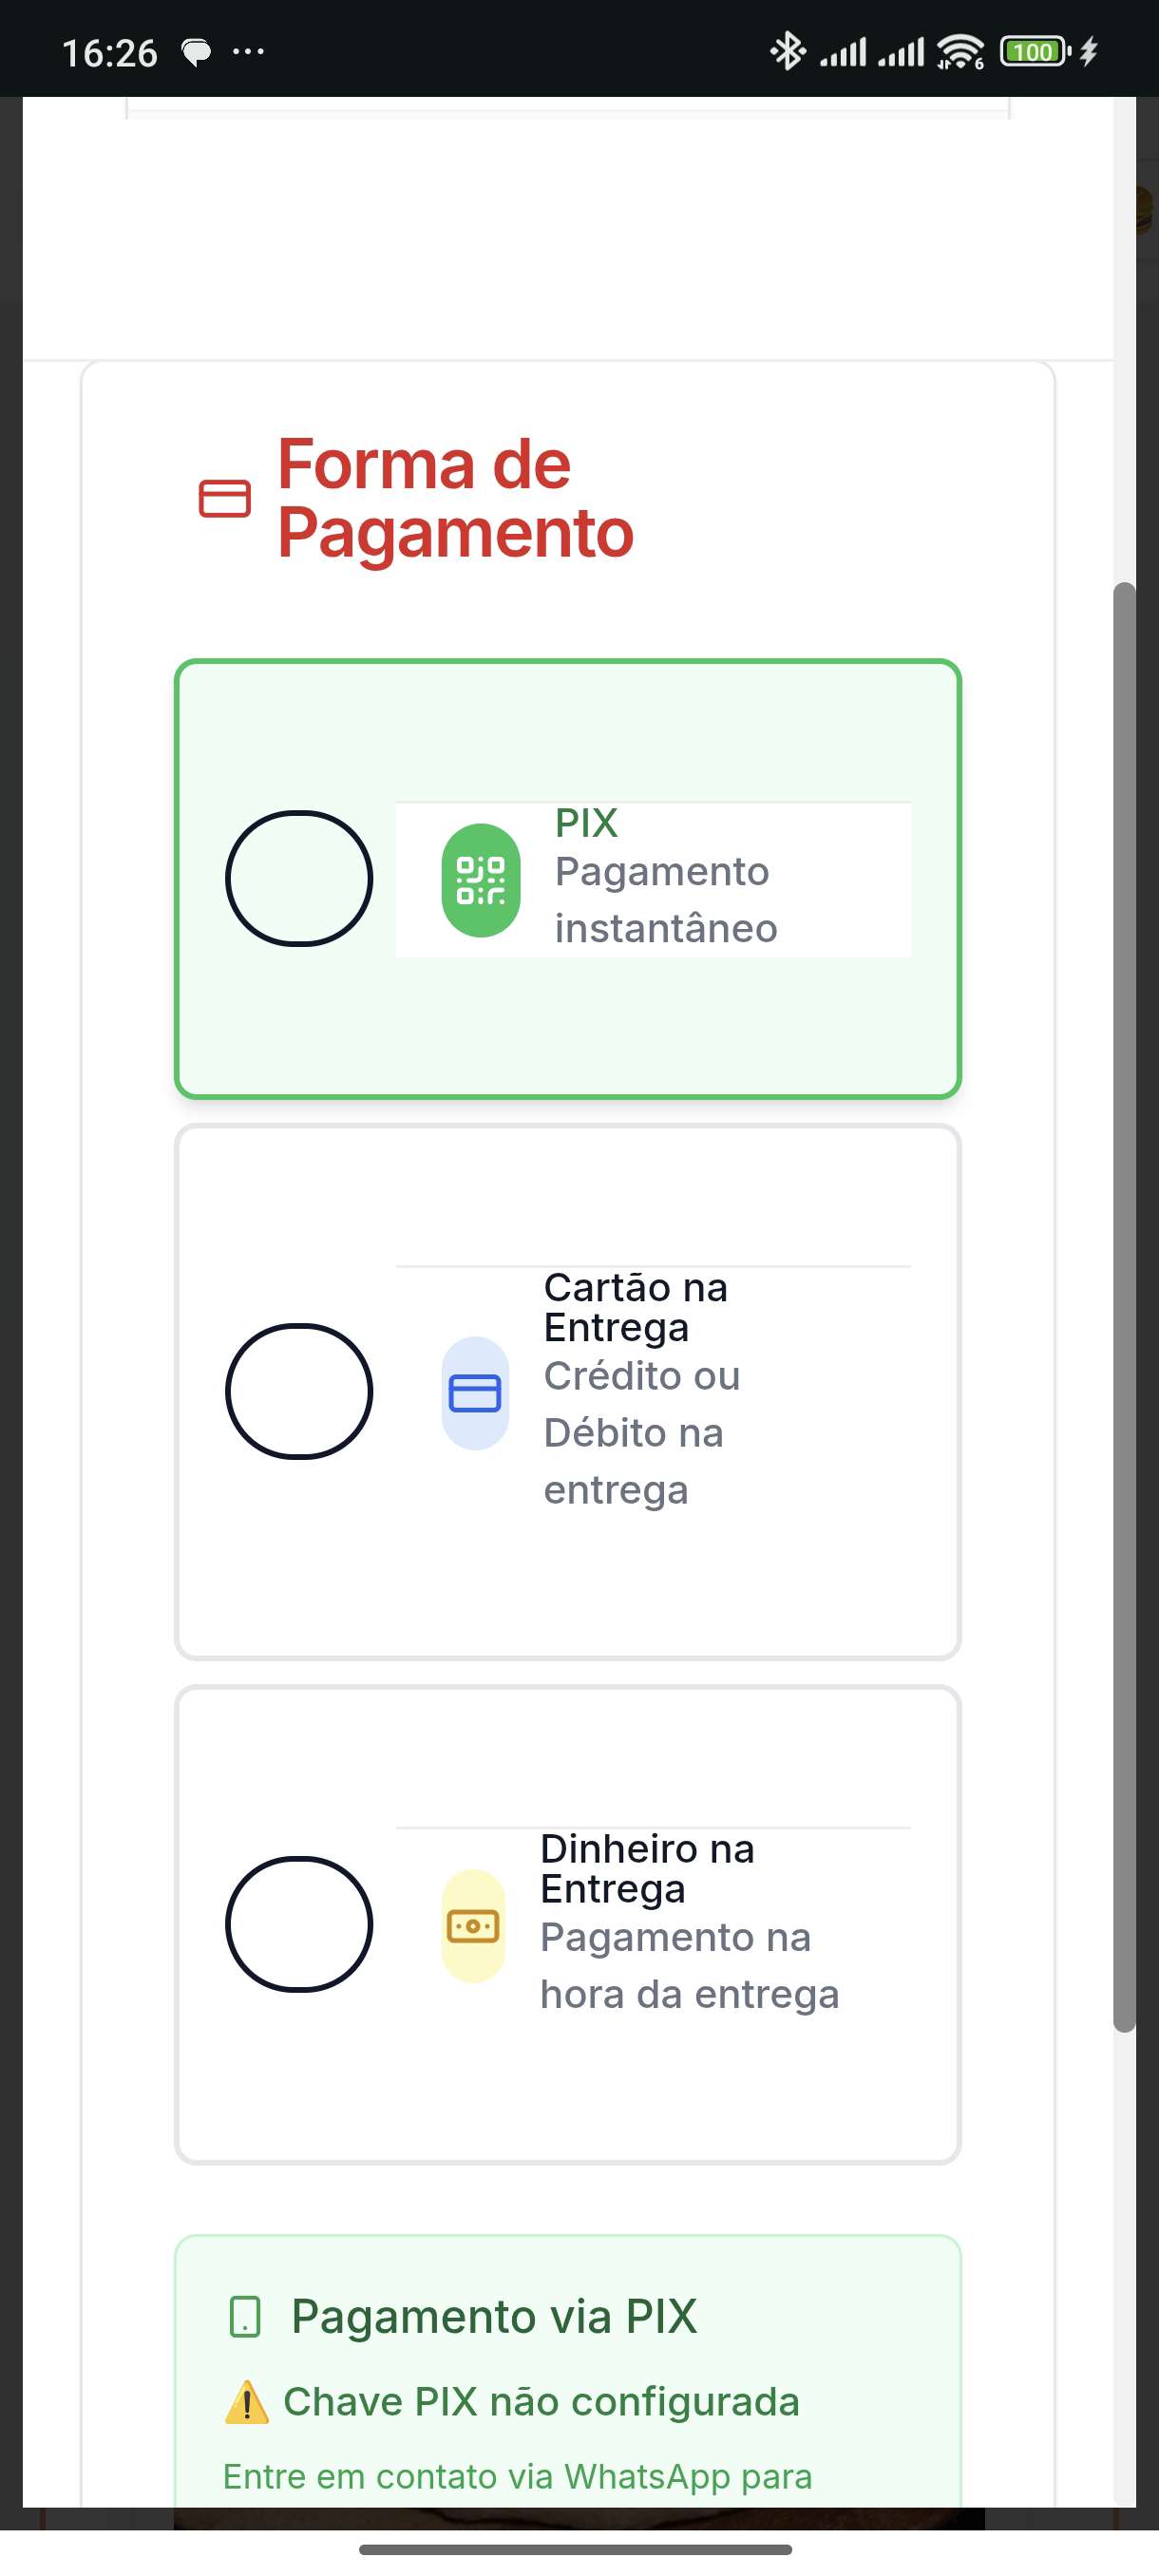 16:26
6
100
Forma de
Pagamento
PIX
Pagamento
instantâneo
Cartão na
Entrega
Crédito ou
Débito na
entrega
Dinheiro na
Entrega
Pagamento na
hora da entrega
Pagamento via PIX
⚠️ Chave PIX não configurada
Entre em contato via WhatsApp para